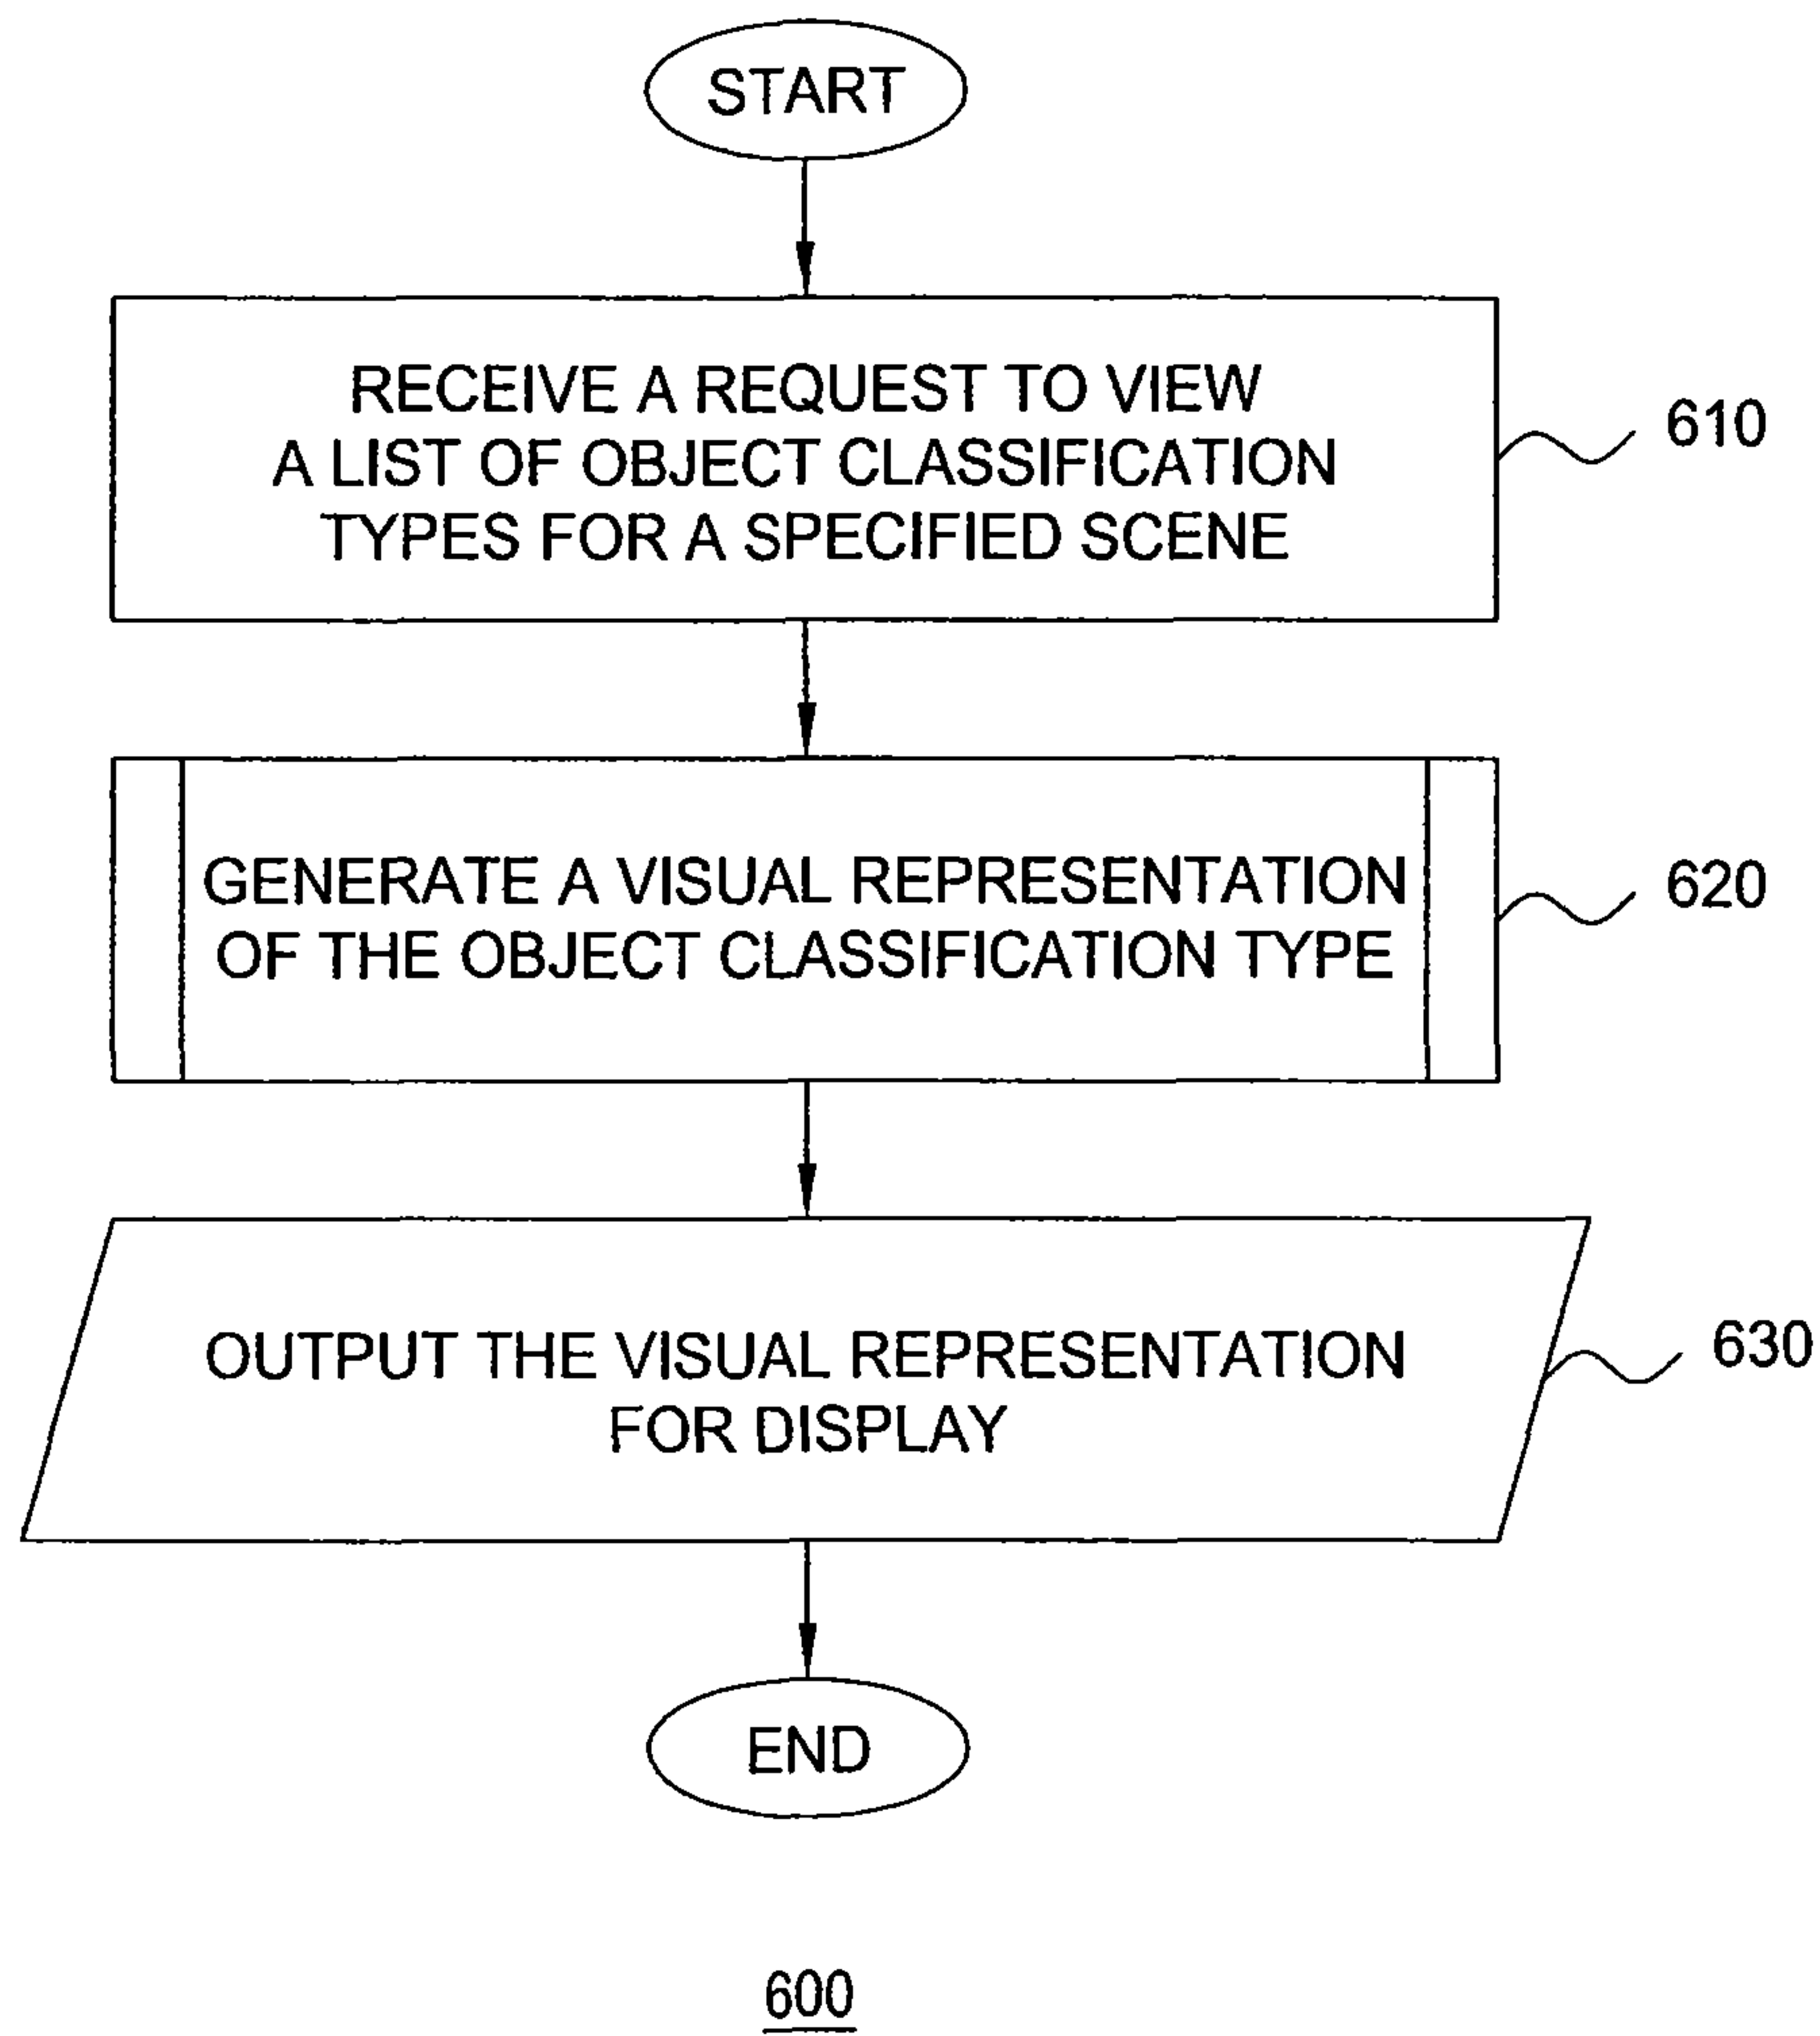 START
RECEIVE A REQUEST TO VIEW
A LIST OF OBJECT CLASSIFICATION
TYPES FOR A SPECIFIED SCENE
610
GENERATE A VISUAL REPRESENTATION
OF THE OBJECT CLASSIFICATION TYPE
620
OUTPUT THE VISUAL REPRESENTATION
FOR DISPLAY
630
END
600